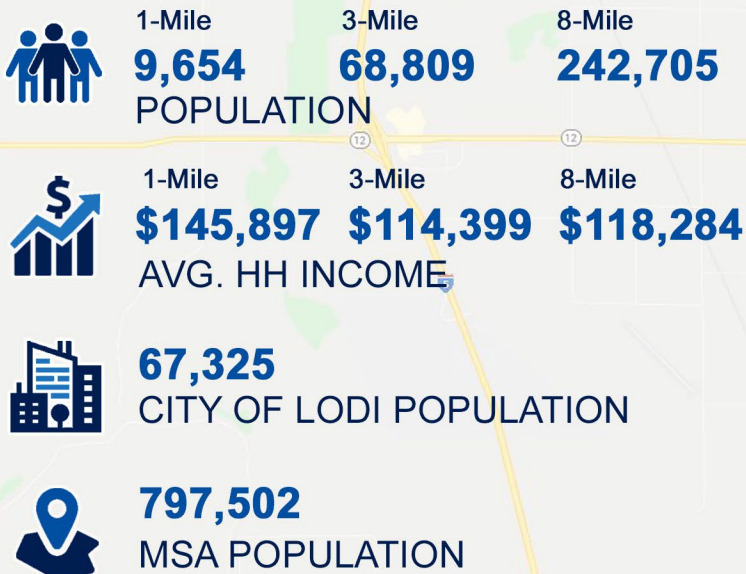 1-Mile 3-Mile 8-Mile
9,654 68,809 242,705
POPULATION
12 12
$
1-Mile 3-Mile 8-Mile
$145,897 $114,399 $118,284
AVG. HH INCOME
5
67,325
CITY OF LODI POPULATION
797,502
MSA POPULATION